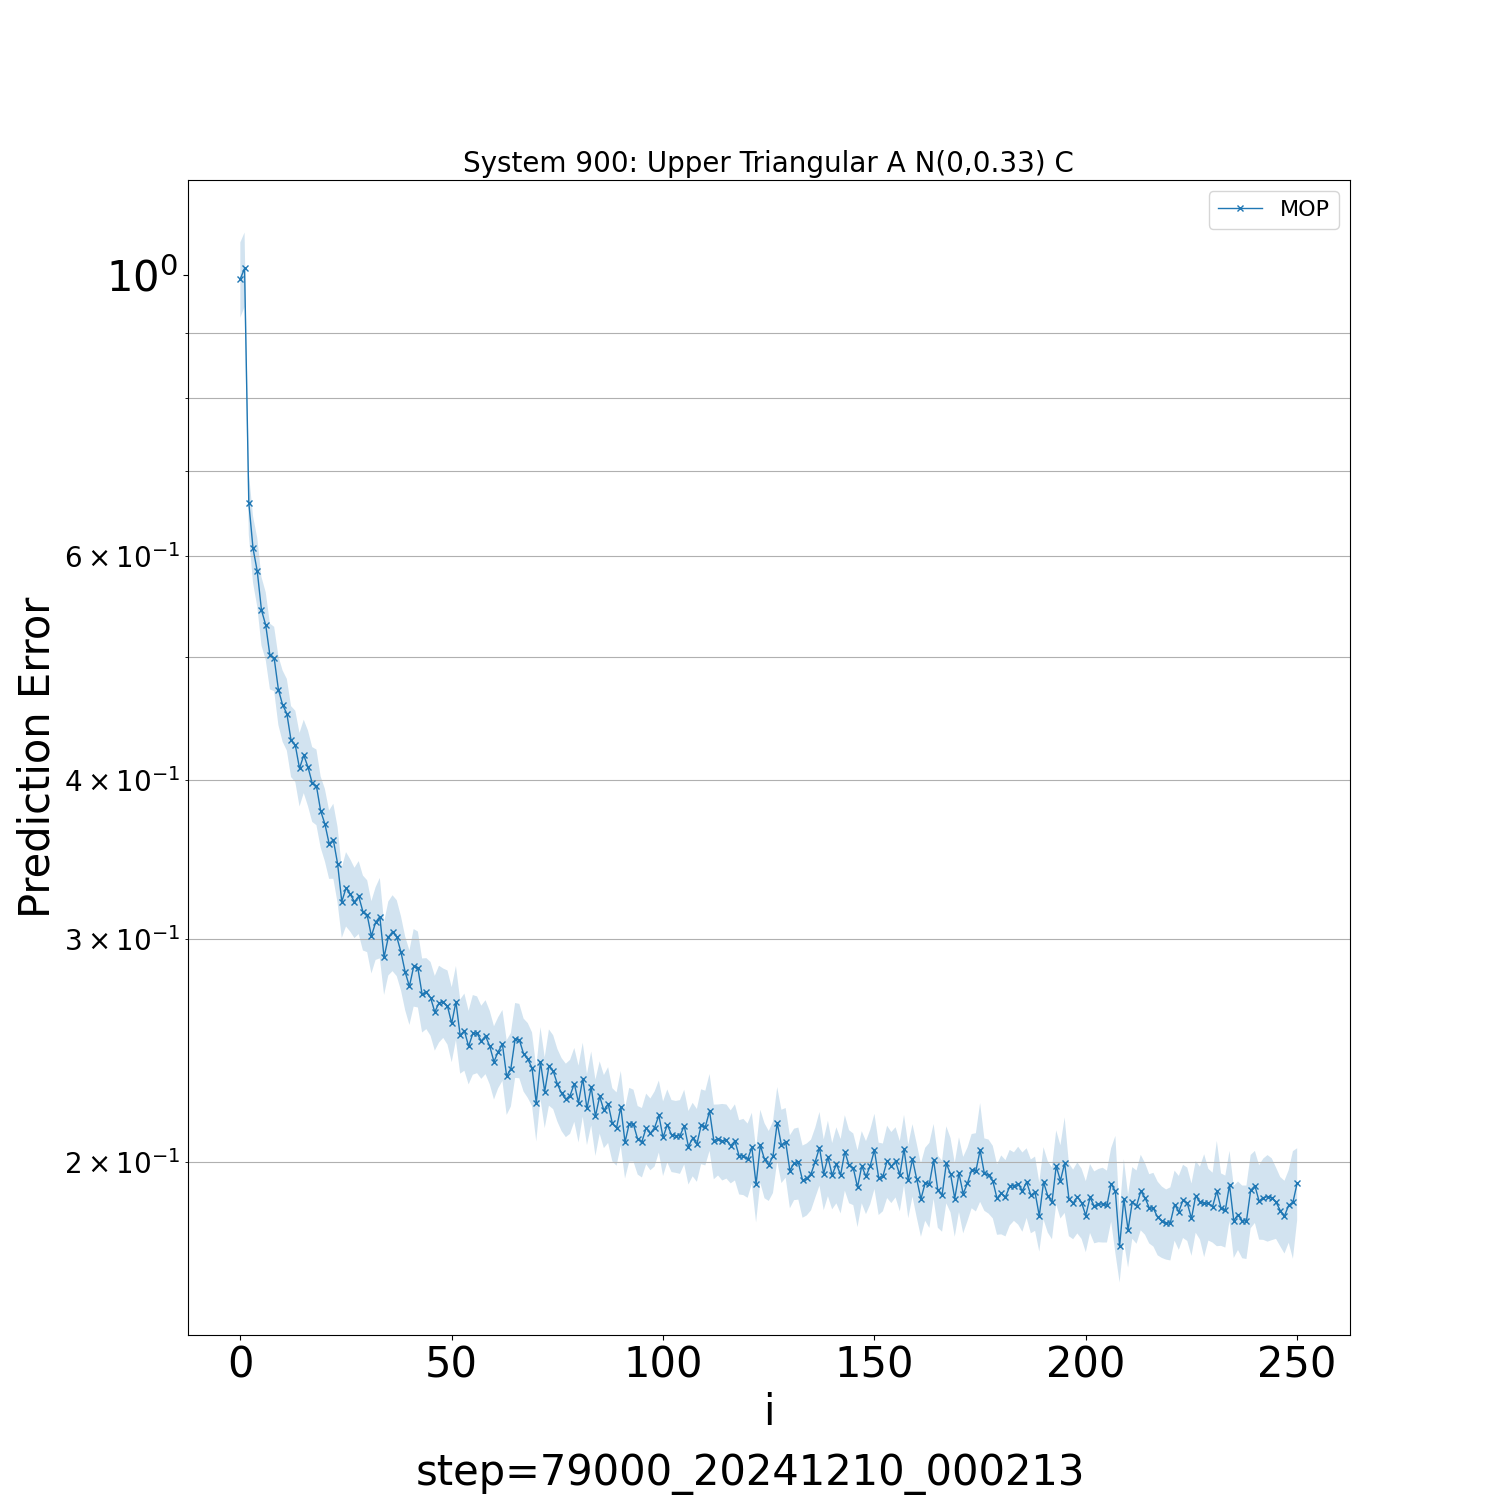 System 900: Upper Triangular A N(0,0.33) C
MOP
10⁰
6 × 10⁻¹
4 × 10⁻¹
3 × 10⁻¹
2 × 10⁻¹
Prediction Error
0 50 100 150 200 250
i
step=79000_20241210_000213